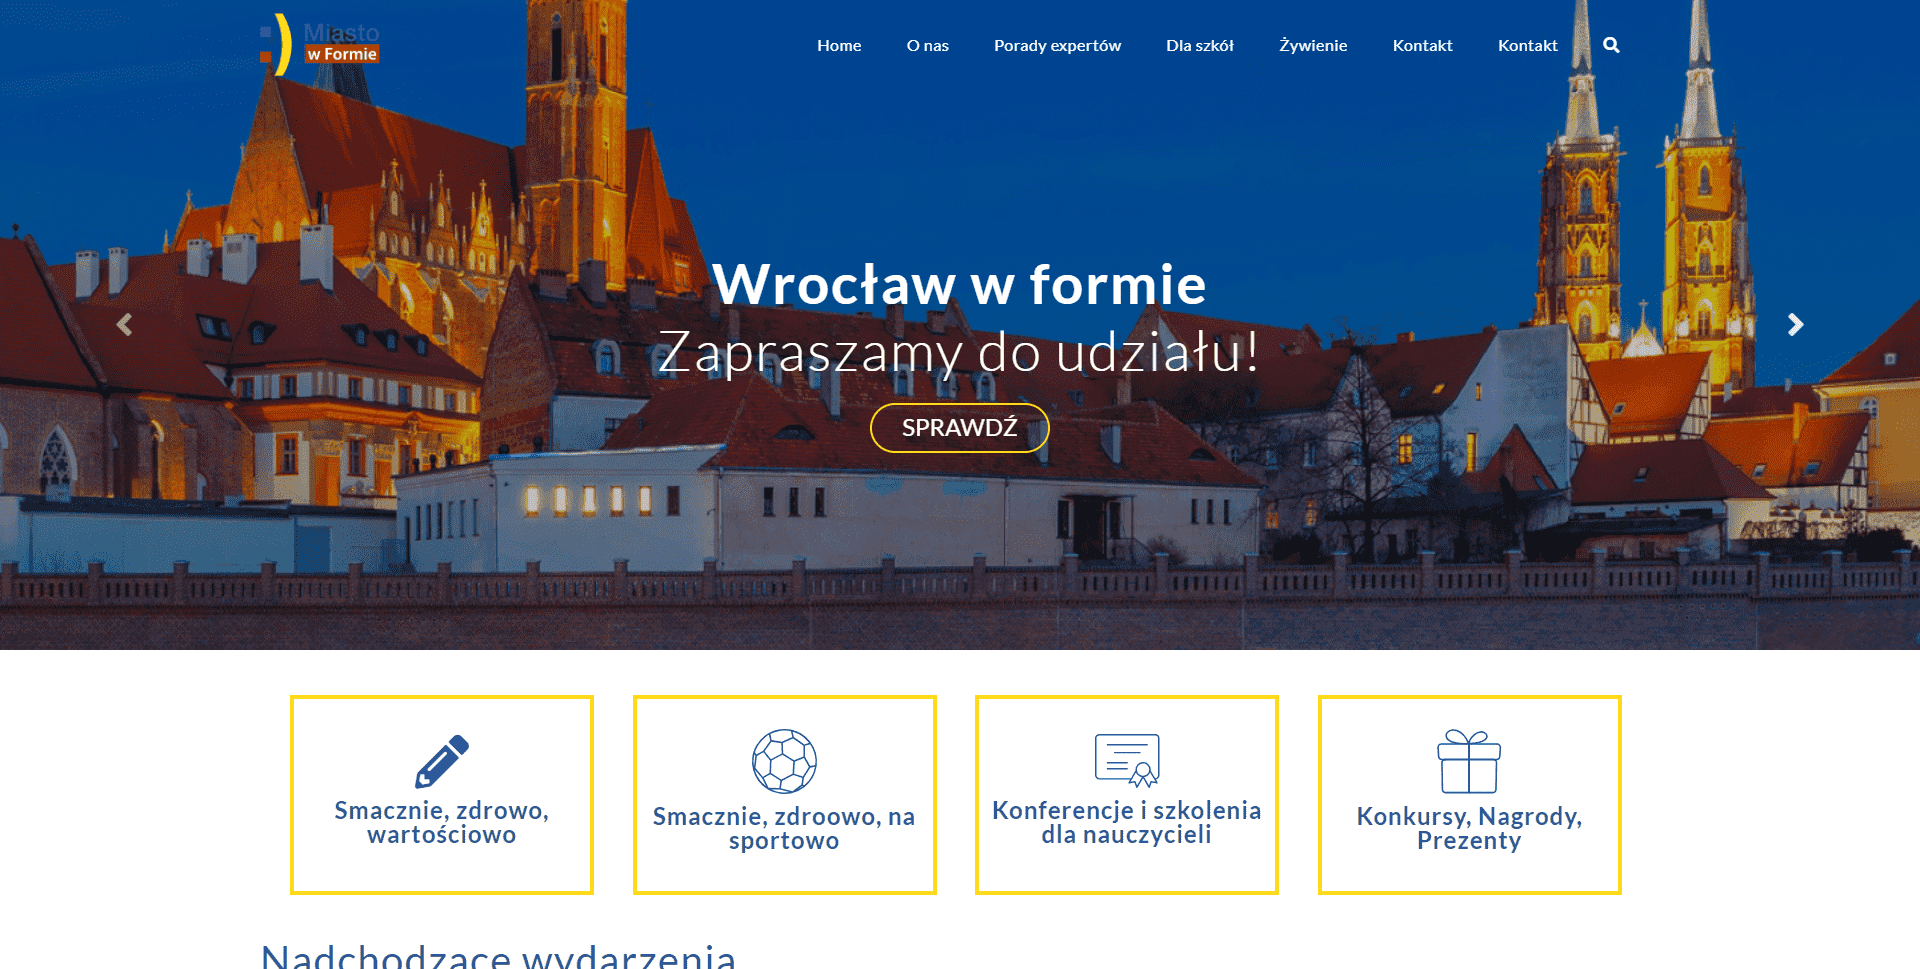 Miasto
w Formie
Home
O nas
Porady expertów
Dla szkół
Żywienie
Kontakt
Kontakt
Wrocław w formie
Zapraszamy do udziału!
SPRAWDŹ
Smacznie, zdrowo,
wartościowo
Smacznie, zdroowo, na
sportowo
Konferencje i szkolenia
dla nauczycieli
Konkursy, Nagrody,
Prezenty
Nadchodzące wydarzenia